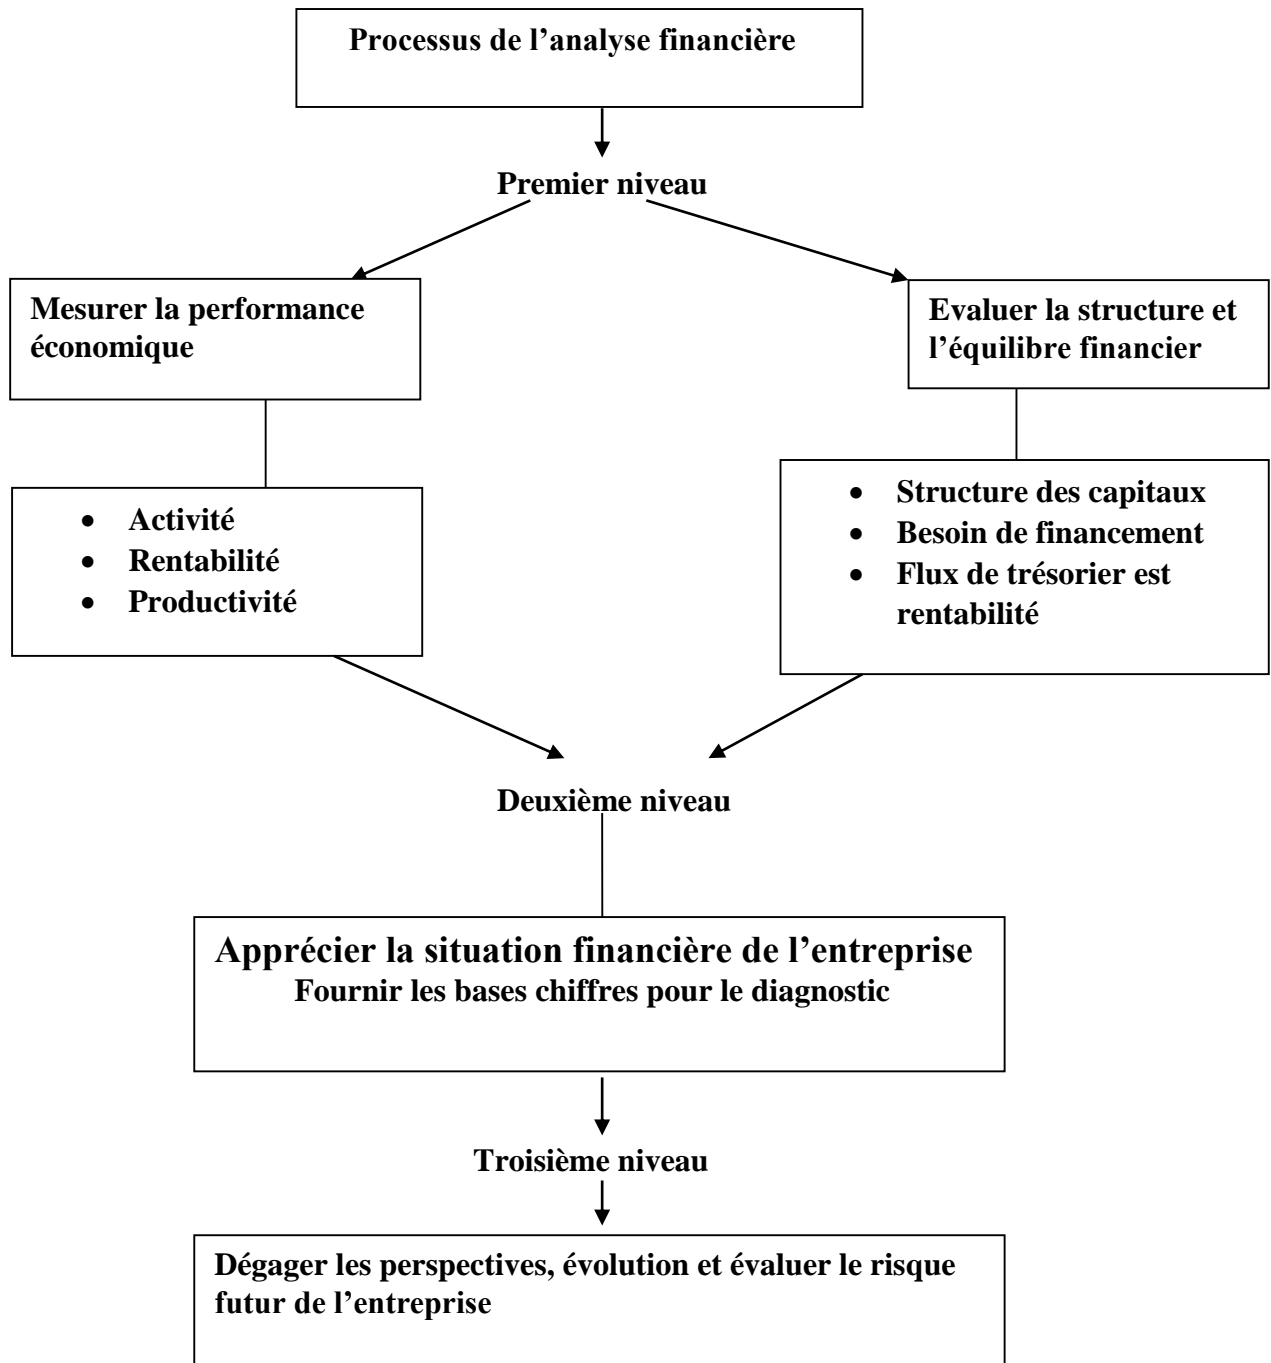 Processus de l’analyse financière
Premier niveau
Mesurer la performance
économique
Evaluer la structure et
l’équilibre financier
• Activité
• Rentabilité
• Productivité
• Structure des capitaux
• Besoin de financement
• Flux de trésorier est
rentabilité
Deuxième niveau
Apprécier la situation financière de l’entreprise
Fournir les bases chiffres pour le diagnostic
Troisième niveau
Dégager les perspectives, évolution et évaluer le risque
futur de l’entreprise